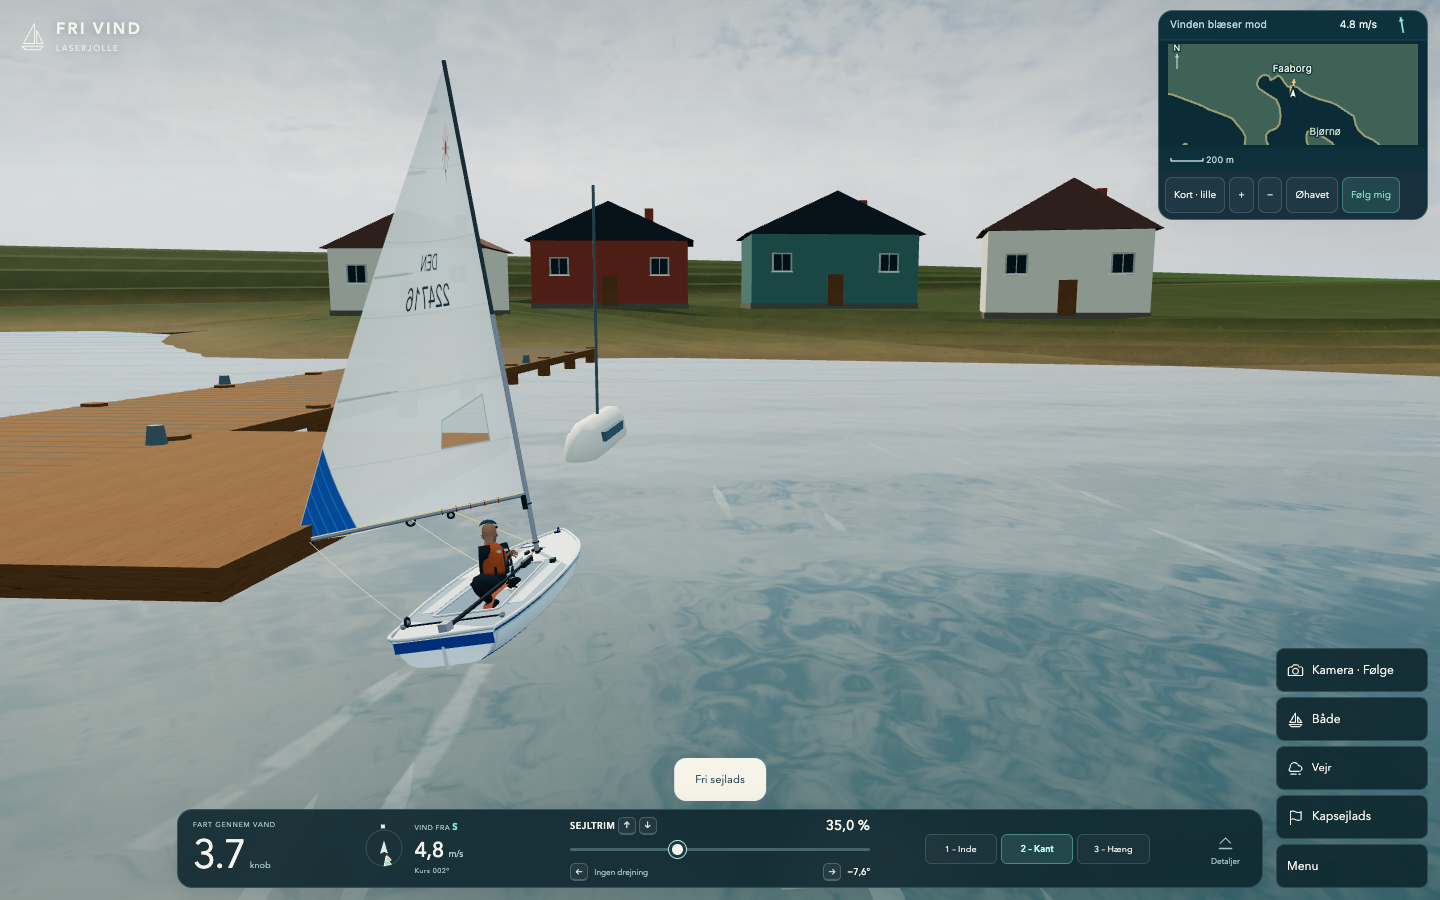 FRI VIND
LASERJOLLE
Vinden blæser mod 4.8 m/s
N
Faaborg
Bjørnø
200 m
Kort · lille + − Øhavet Følg mig
DEN
224716
Kamera · Følge
Både
Vejr
Kapsejlads
Menu
Fri sejlads
FART GENNEM VAND
3.7 knob
VIND FRA S
4,8 m/s
Kurs 002°
SEJLTRIM ↑ ↓ 35,0 %
← Ingen drejning → −7,6°
1 – Inde 2 – Kant 3 – Hæng
Detaljer